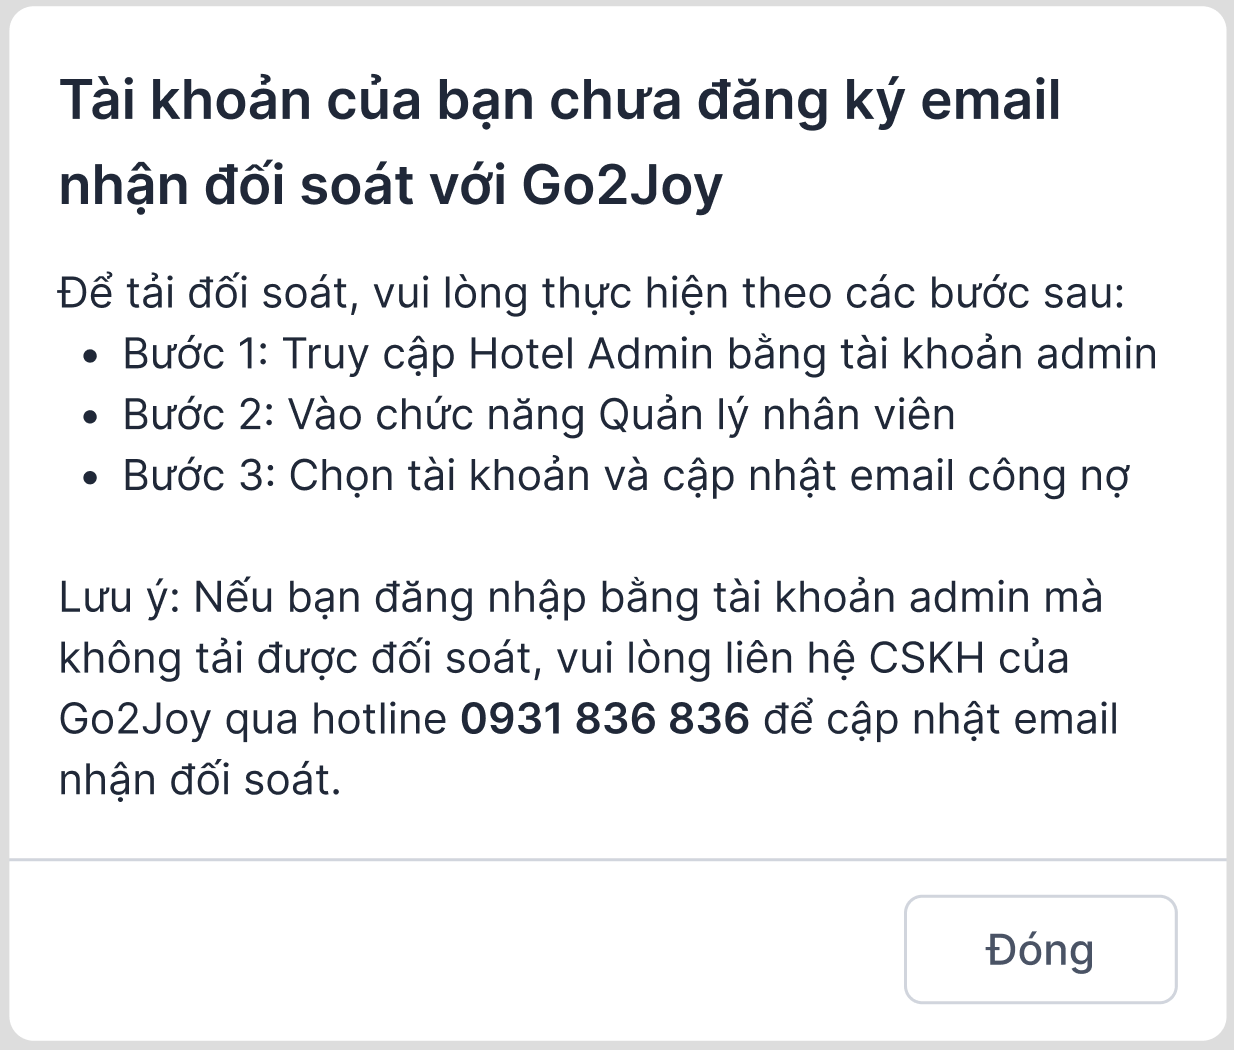 Tài khoản của bạn chưa đăng ký email
nhận đối soát với Go2Joy
Để tải đối soát, vui lòng thực hiện theo các bước sau:
• Bước 1: Truy cập Hotel Admin bằng tài khoản admin
• Bước 2: Vào chức năng Quản lý nhân viên
• Bước 3: Chọn tài khoản và cập nhật email công nợ
Lưu ý: Nếu bạn đăng nhập bằng tài khoản admin mà
không tải được đối soát, vui lòng liên hệ CSKH của
Go2Joy qua hotline 0931 836 836 để cập nhật email
nhận đối soát.
Đóng